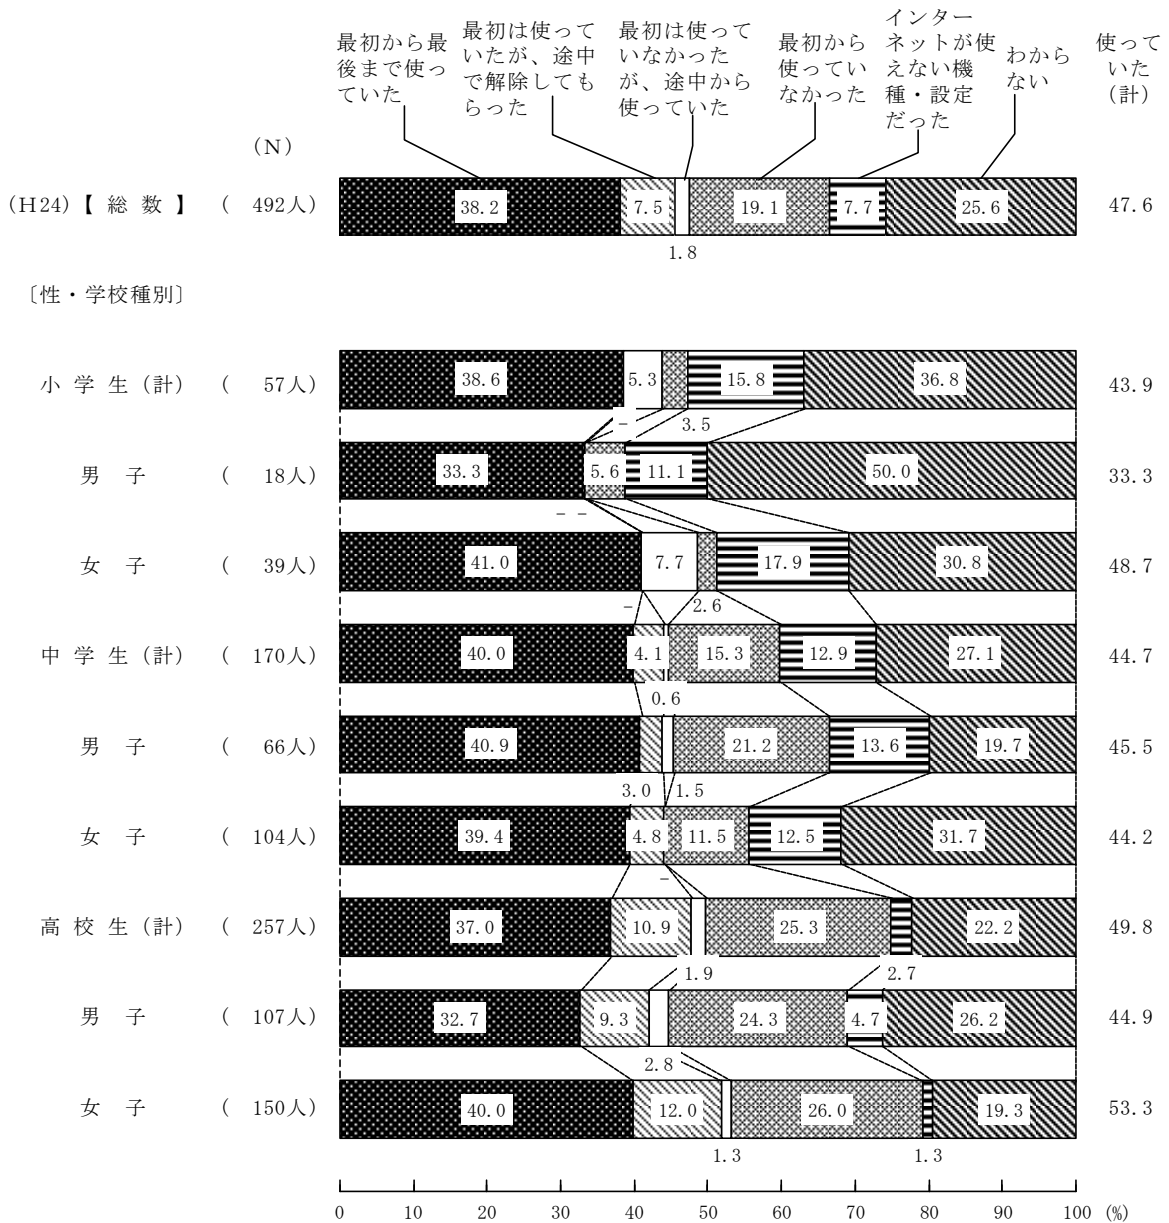 最初から最
後まで使っ
ていた
最初は使って
いたが、途中
で解除しても
らった
最初は使って
いなかった
が、途中から
使っていた
最初から
使ってい
なかった
インター
ネットが使
えない機
種・設定
だった
わから
ない
使って
いた
(計)
(N)
(H24)【 総 数 】 ( 492人) 38.2 7.5 19.1 7.7 25.6 47.6
1.8
〔性・学校種別〕
小 学 生 (計) ( 57人) 38.6 5.3 15.8 36.8 43.9
- 3.5
男 子 ( 18人) 33.3 5.6 11.1 50.0 33.3
- -
女 子 ( 39人) 41.0 7.7 17.9 30.8 48.7
- 2.6
中 学 生 (計) ( 170人) 40.0 4.1 15.3 12.9 27.1 44.7
0.6
男 子 ( 66人) 40.9 21.2 13.6 19.7 45.5
3.0 1.5
女 子 ( 104人) 39.4 4.8 11.5 12.5 31.7 44.2
-
高 校 生 (計) ( 257人) 37.0 10.9 25.3 22.2 49.8
1.9 2.7
男 子 ( 107人) 32.7 9.3 24.3 4.7 26.2 44.9
2.8
女 子 ( 150人) 40.0 12.0 26.0 19.3 53.3
1.3 1.3
0 10 20 30 40 50 60 70 80 90 100 (%)